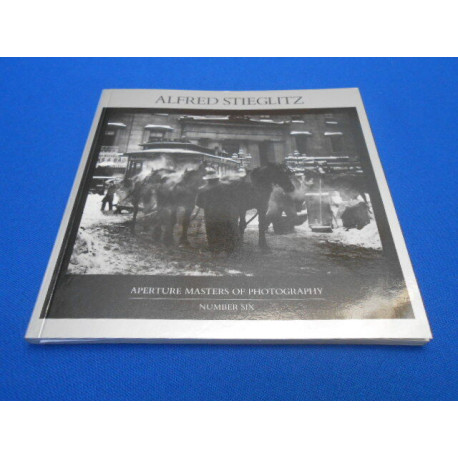 ALFRED STIEGLITZ
APERTURE MASTERS OF PHOTOGRAPHY
NUMBER SIX